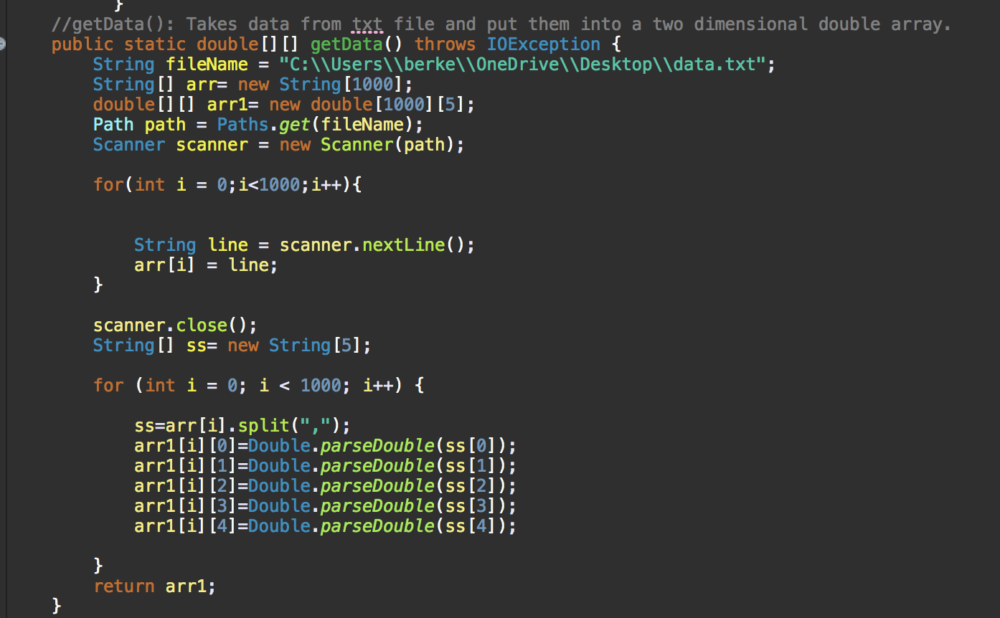 }
//getData(): Takes data from txt file and put them into a two dimensional double array.
public static double[][] getData() throws IOException {
String fileName = "C:\\Users\\berke\\OneDrive\\Desktop\\data.txt";
String[] arr= new String[1000];
double[][] arr1= new double[1000][5];
Path path = Paths.get(fileName);
Scanner scanner = new Scanner(path);
for(int i = 0;i<1000;i++){
String line = scanner.nextLine();
arr[i] = line;
}
scanner.close();
String[] ss= new String[5];
for (int i = 0; i < 1000; i++) {
ss=arr[i].split(",");
arr1[i][0]=Double.parseDouble(ss[0]);
arr1[i][1]=Double.parseDouble(ss[1]);
arr1[i][2]=Double.parseDouble(ss[2]);
arr1[i][3]=Double.parseDouble(ss[3]);
arr1[i][4]=Double.parseDouble(ss[4]);
}
return arr1;
}